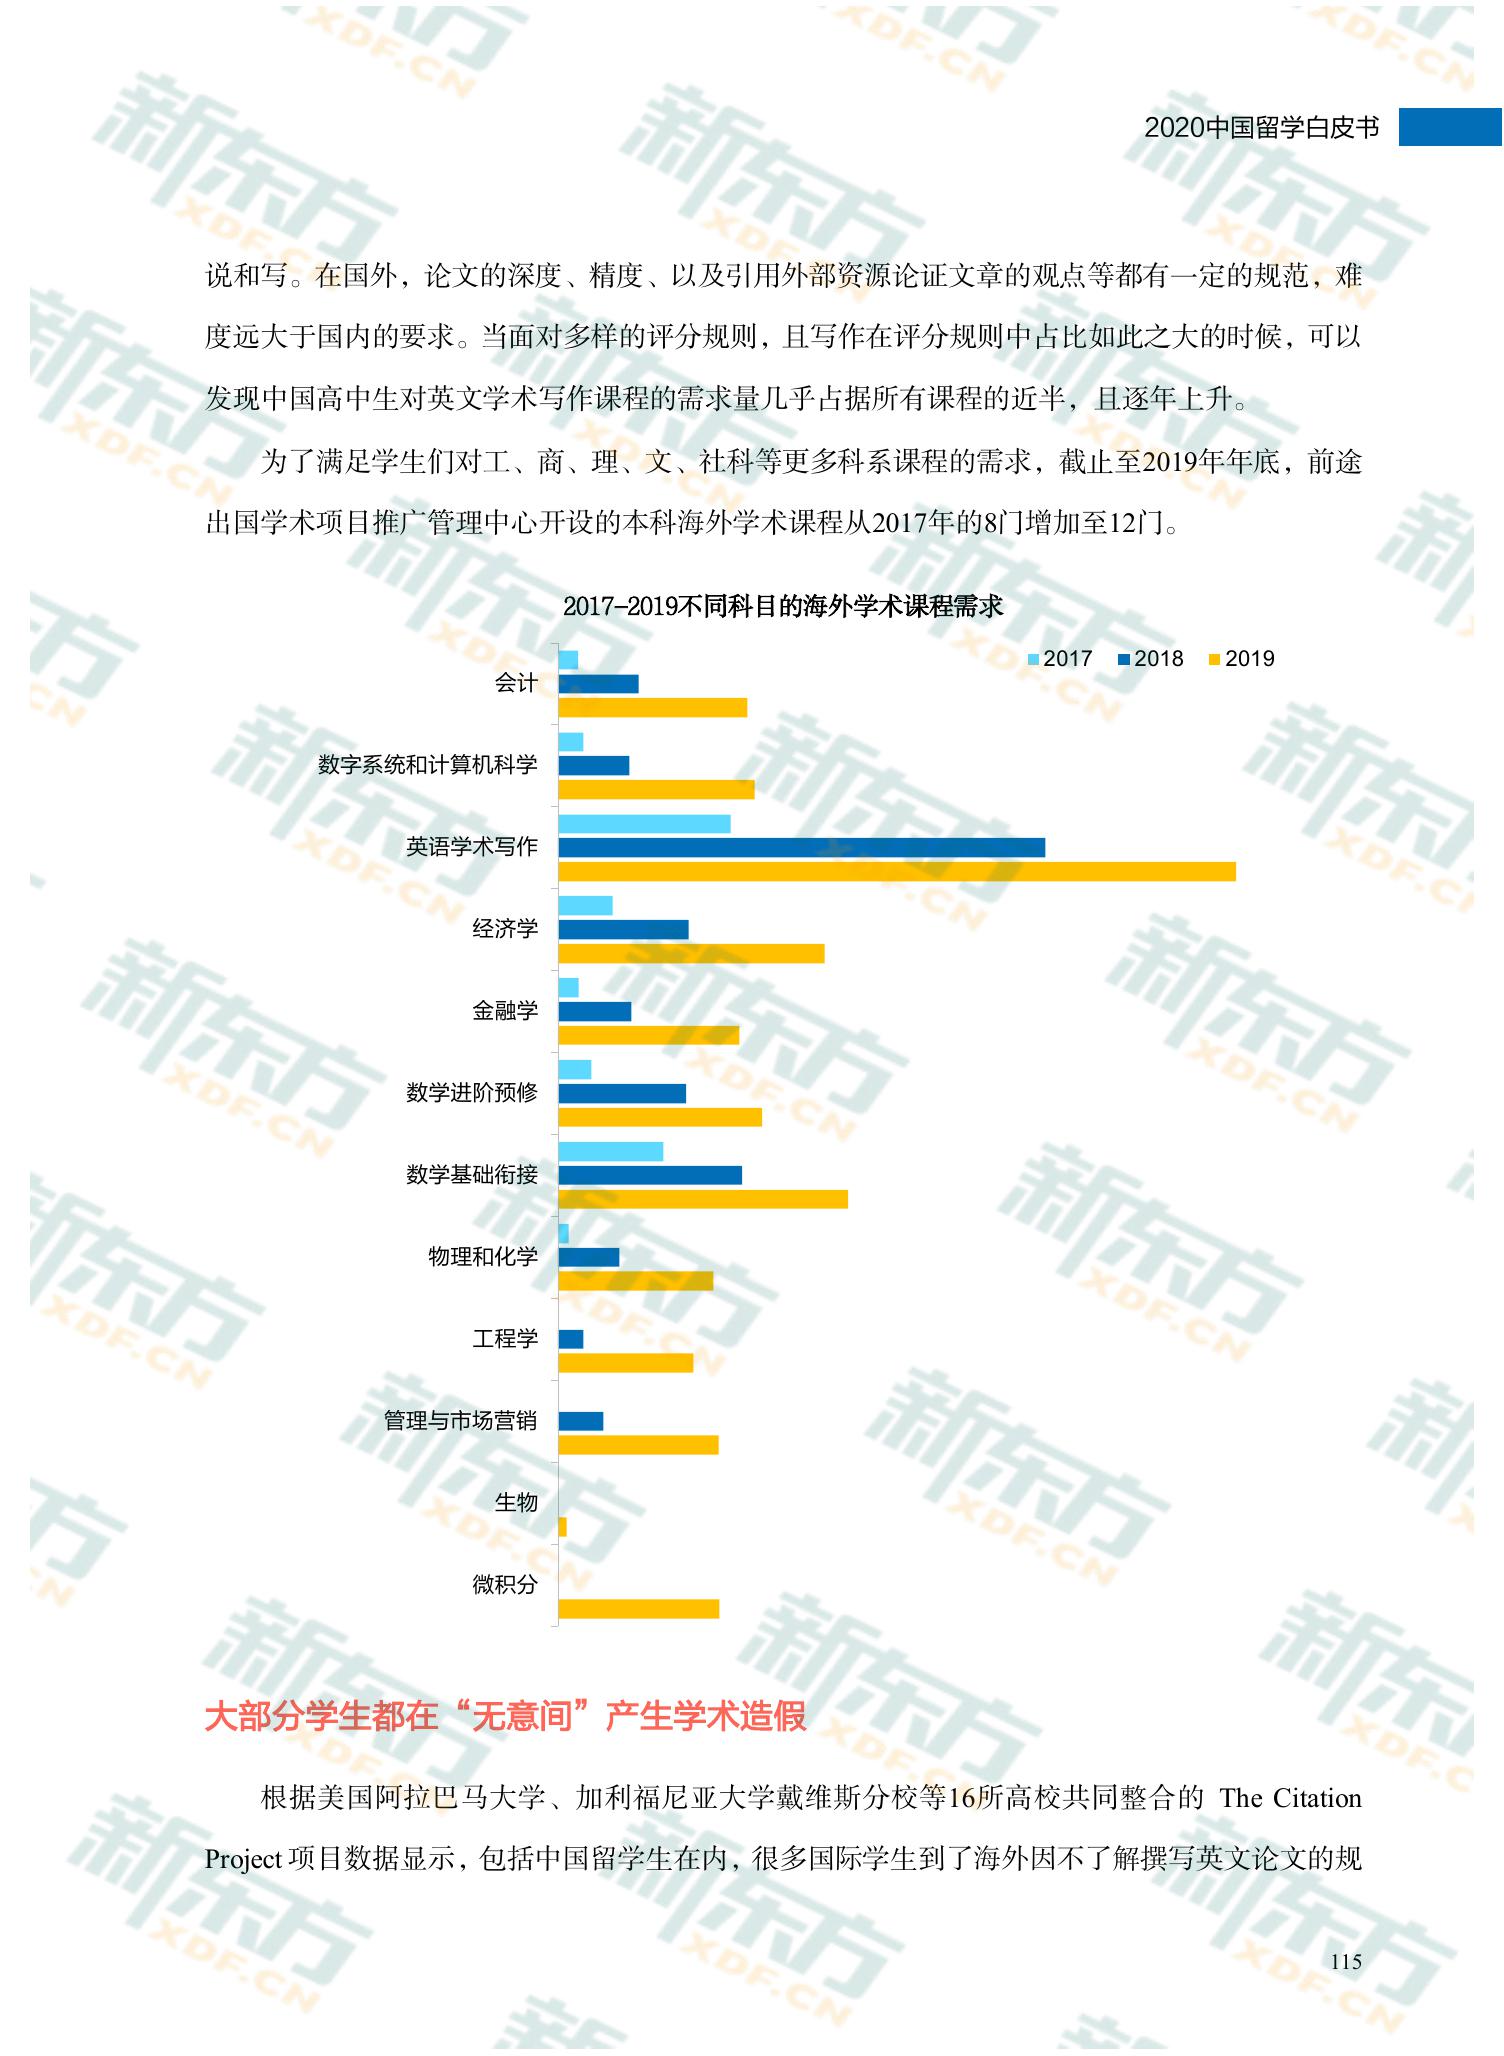 2020中国留学白皮书
说和写。在国外，论文的深度、精度、以及引用外部资源论证文章的观点等都有一定的规范，难
度远大于国内的要求。当面对多样的评分规则，且写作在评分规则中占比如此之大的时候，可以
发现中国高中生对英文学术写作课程的需求量几乎占据所有课程的近半，且逐年上升。
为了满足学生们对工、商、理、文、社科等更多科系课程的需求，截止至2019年年底，前途
出国学术项目推广管理中心开设的本科海外学术课程从2017年的8门增加至12门。
2017-2019不同科目的海外学术课程需求
2017 2018 2019
会计
数字系统和计算机科学
英语学术写作
经济学
金融学
数学进阶预修
数学基础衔接
物理和化学
工程学
管理与市场营销
生物
微积分
大部分学生都在“无意间”产生学术造假
根据美国阿拉巴马大学、加利福尼亚大学戴维斯分校等16所高校共同整合的 The Citation
Project 项目数据显示，包括中国留学生在内，很多国际学生到了海外因不了解撰写英文论文的规
115
新东方
XDF.CN